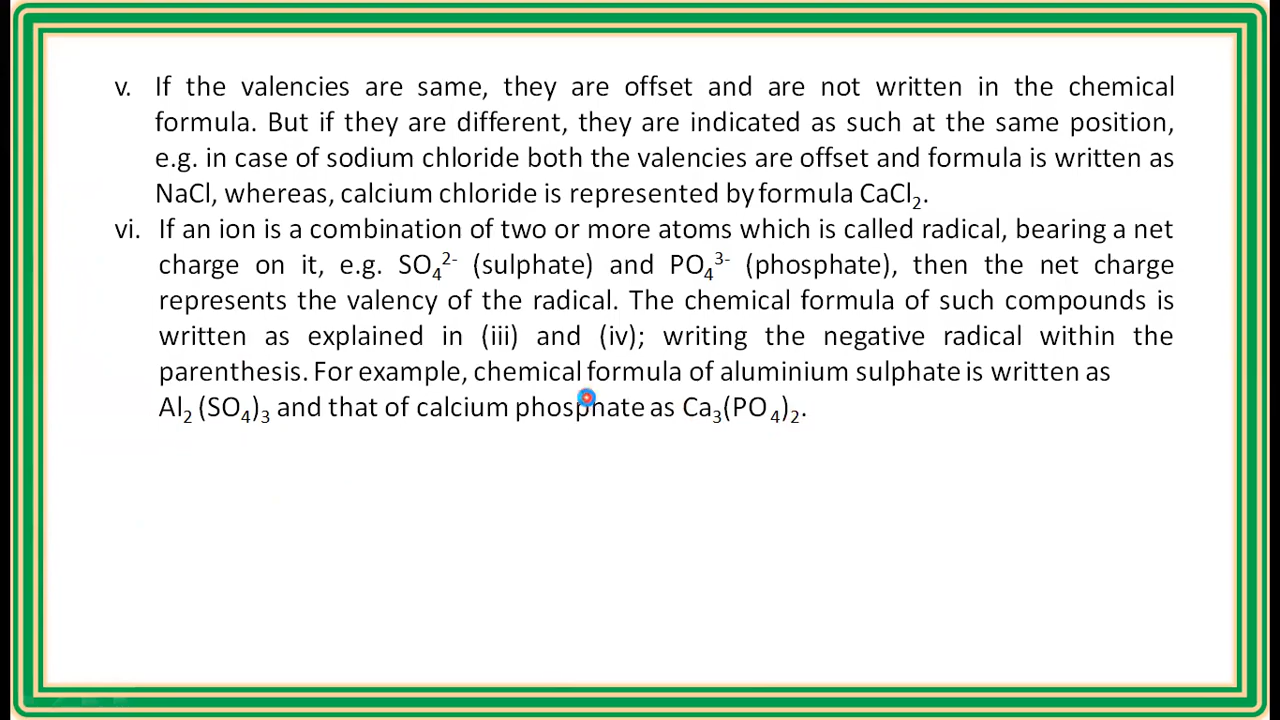 v. If the valencies are same, they are offset and are not written in the chemical
formula. But if they are different, they are indicated as such at the same position,
e.g. in case of sodium chloride both the valencies are offset and formula is written as
NaCl, whereas, calcium chloride is represented by formula CaCl₂.
vi. If an ion is a combination of two or more atoms which is called radical, bearing a net
charge on it, e.g. SO₄²⁻ (sulphate) and PO₄³⁻ (phosphate), then the net charge
represents the valency of the radical. The chemical formula of such compounds is
written as explained in (iii) and (iv); writing the negative radical within the
parenthesis. For example, chemical formula of aluminium sulphate is written as
Al₂ (SO₄)₃ and that of calcium phosphate as Ca₃(PO₄)₂.